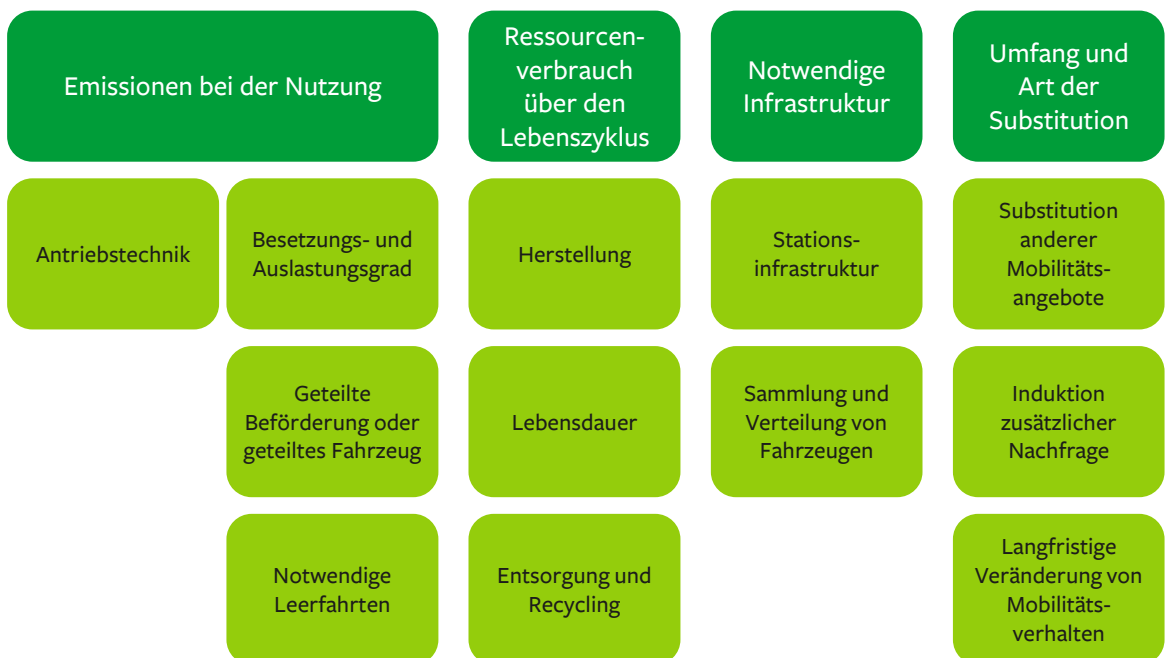 Emissionen bei der Nutzung
Ressourcen-
verbrauch
über den
Lebenszyklus
Notwendige
Infrastruktur
Umfang und
Art der
Substitution
Antriebstechnik
Besetzungs- und
Auslastungsgrad
Herstellung
Stations-
infrastruktur
Substitution
anderer
Mobilitäts-
angebote
Geteilte
Beförderung oder
geteiltes Fahrzeug
Lebensdauer
Sammlung und
Verteilung von
Fahrzeugen
Induktion
zusätzlicher
Nachfrage
Notwendige
Leerfahrten
Entsorgung und
Recycling
Langfristige
Veränderung von
Mobilitäts-
verhalten